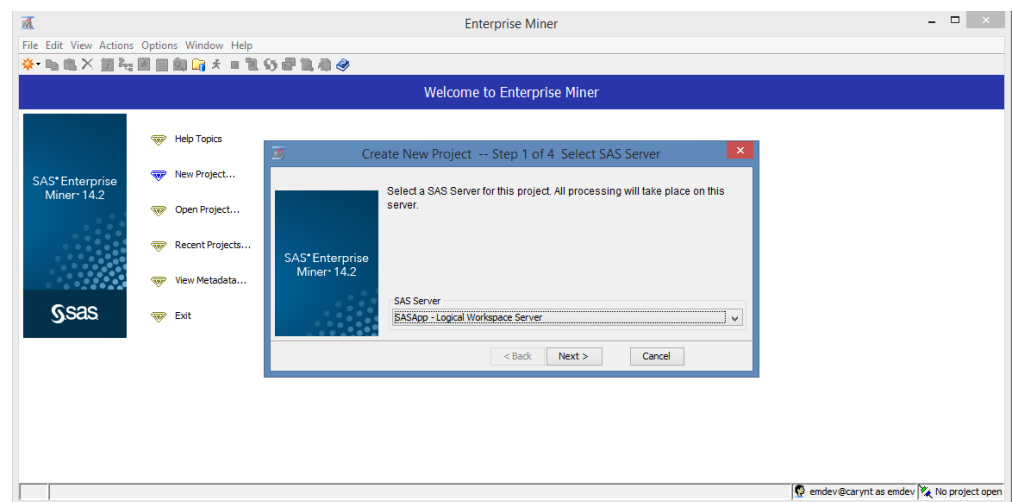 Enterprise Miner
File Edit View Actions Options Window Help
Welcome to Enterprise Miner
SAS® Enterprise
Miner™ 14.2
sas
Help Topics
New Project...
Open Project...
Recent Projects...
View Metadata...
Exit
Create New Project -- Step 1 of 4 Select SAS Server
SAS® Enterprise
Miner™ 14.2
Select a SAS Server for this project. All processing will take place on this
server.
SAS Server
SASApp - Logical Workspace Server
< Back Next > Cancel
emdev@carynt as emdev No project open